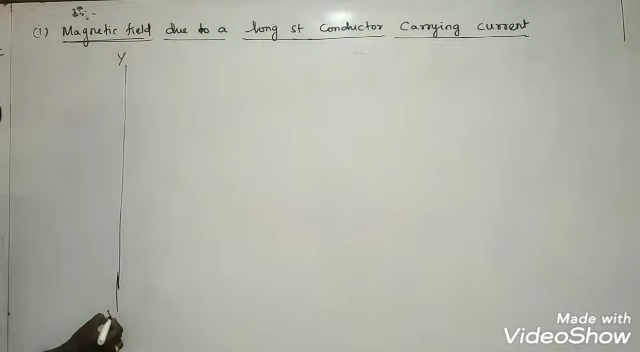 (1) Magnetic field due to a long st conductor carrying current
Y
Made with
VideoShow